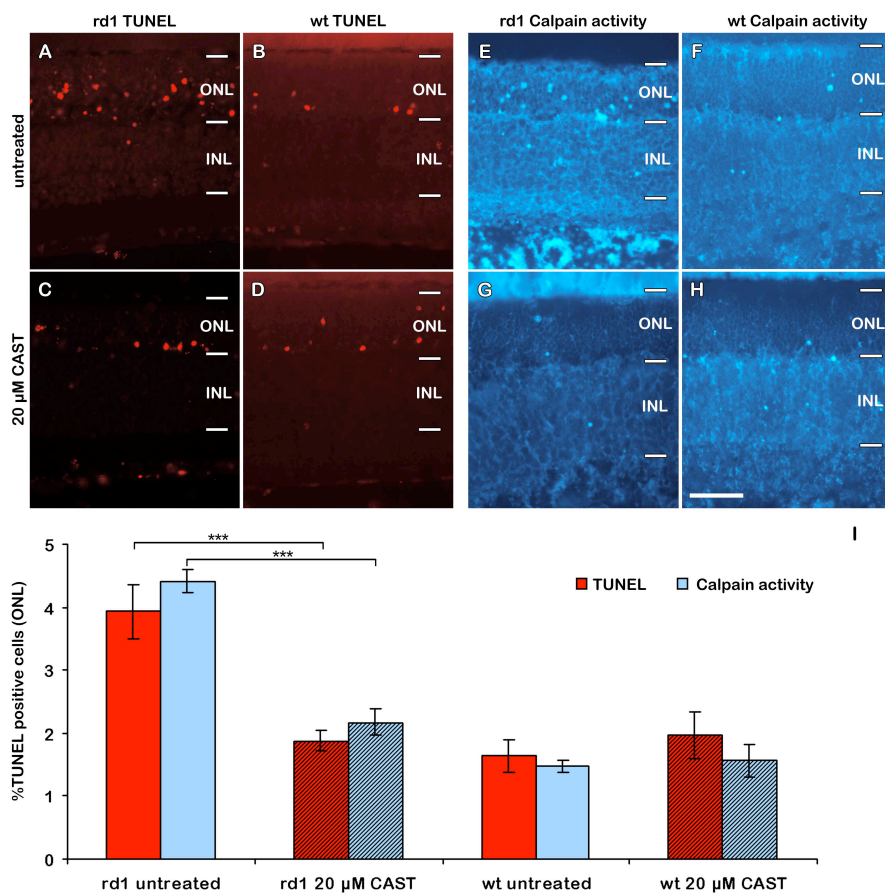 rd1 TUNEL
wt TUNEL
rd1 Calpain activity
wt Calpain activity
untreated
A
ONL
INL
B
ONL
INL
E
ONL
INL
F
ONL
INL
20 µM CAST
C
ONL
INL
D
ONL
INL
G
ONL
INL
H
ONL
INL
I
%TUNEL positive cells (ONL)
5
4
3
2
1
0
***
***
TUNEL
Calpain activity
rd1 untreated
rd1 20 µM CAST
wt untreated
wt 20 µM CAST